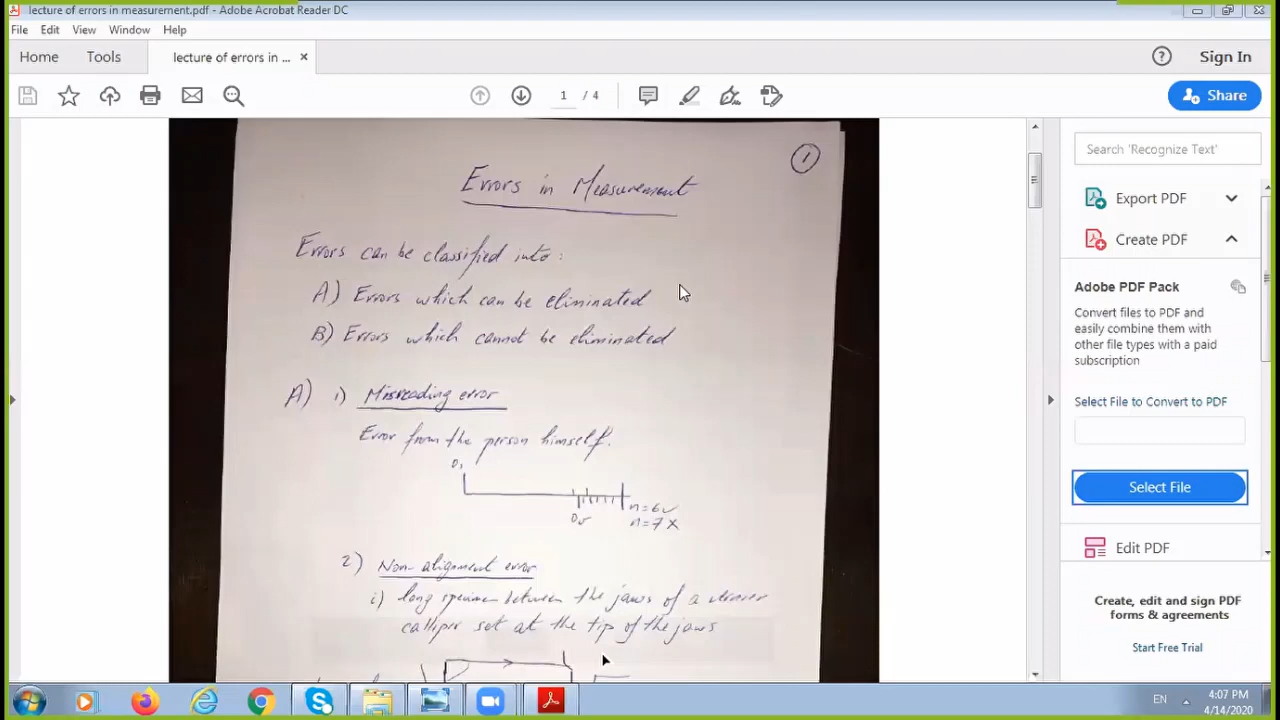 lecture of errors in measurement.pdf - Adobe Acrobat Reader DC
File Edit View Window Help
Home Tools lecture of errors in ... × Sign In
1 / 4 Share
1
Errors in Measurement
Errors can be classified into:
A) Errors which can be eliminated
B) Errors which cannot be eliminated
A) 1) Misreading error
Error from the person himself.
n=6✓
n=7 X
2) Non-alignment error
i) long specimen between the jaws of a
calliper set at the tip of the jaws
Search 'Recognize Text'
Export PDF
Create PDF
Adobe PDF Pack
Convert files to PDF and
easily combine them with
other file types with a paid
subscription
Select File to Convert to PDF
Select File
Edit PDF
Create, edit and sign PDF
forms & agreements
Start Free Trial
EN
4:07 PM
4/14/2020